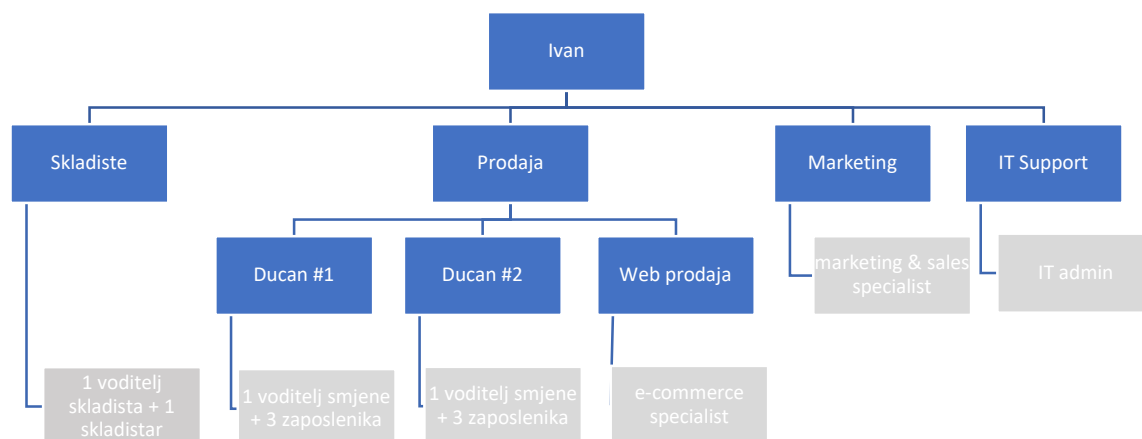 Ivan
Skladiste
Prodaja
Marketing
IT Support
Ducan #1
Ducan #2
Web prodaja
marketing & sales
specialist
IT admin
1 voditelj
skladista + 1
skladistar
1 voditelj smjene
+ 3 zaposlenika
1 voditelj smjene
+ 3 zaposlenika
e-commerce
specialist